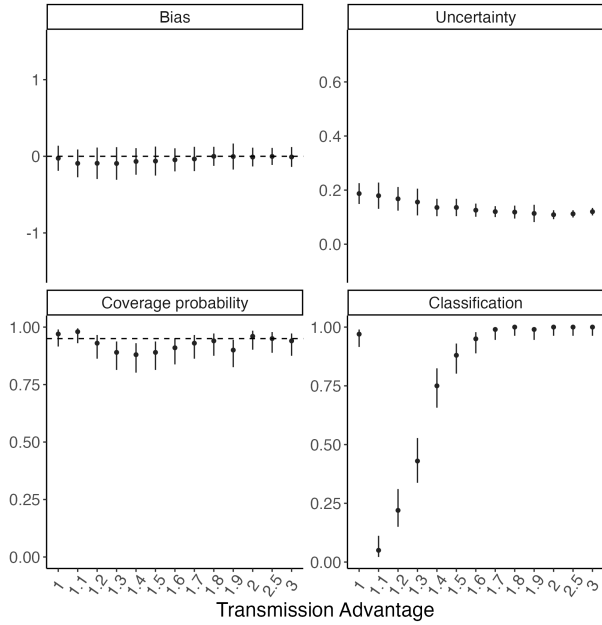 Bias
Uncertainty
1
0
-1
0.6
0.4
0.2
0.0
Coverage probability
Classification
1.00
0.75
0.50
0.25
0.00
1.00
0.75
0.50
0.25
0.00
1 1.1 1.2 1.3 1.4 1.5 1.6 1.7 1.8 1.9 2 2.5 3
1 1.1 1.2 1.3 1.4 1.5 1.6 1.7 1.8 1.9 2 2.5 3
Transmission Advantage